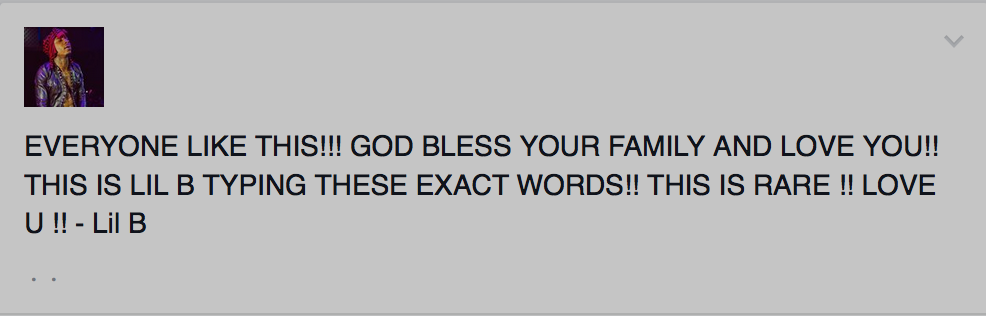 EVERYONE LIKE THIS!!! GOD BLESS YOUR FAMILY AND LOVE YOU!!
THIS IS LIL B TYPING THESE EXACT WORDS!! THIS IS RARE !! LOVE
U !! - Lil B